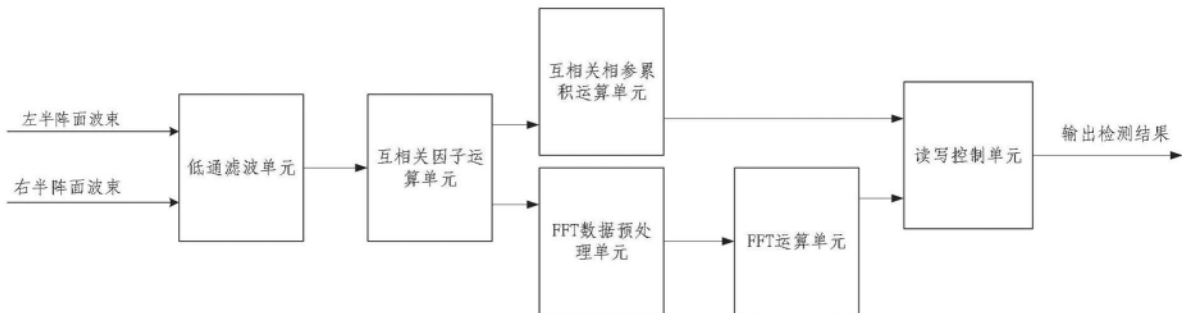 左半阵面波束
右半阵面波束
低通滤波单元
互相关因子运
算单元
互相关相参累
积运算单元
FFT数据预处
理单元
FFT运算单元
读写控制单元
输出检测结果